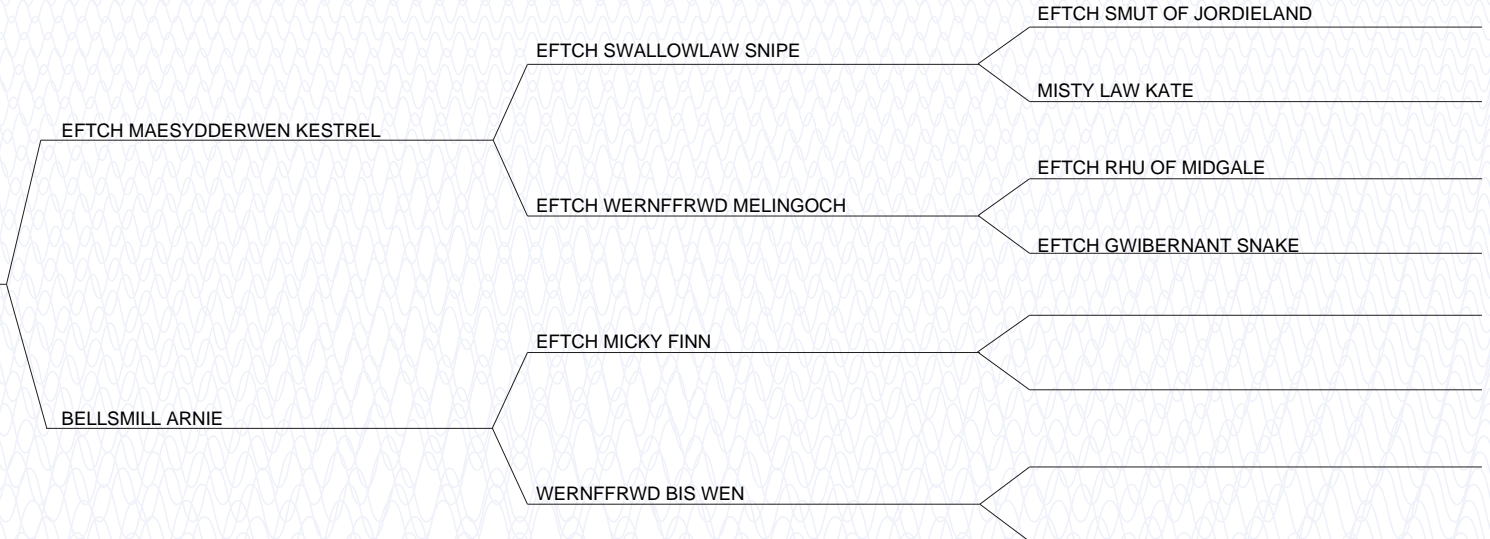 EFTCH SMUT OF JORDIELAND
EFTCH SWALLOWLAW SNIPE
MISTY LAW KATE
EFTCH MAESYDDERWEN KESTREL
EFTCH RHU OF MIDGALE
EFTCH WERNFFRWD MELINGOCH
EFTCH GWIBERNANT SNAKE
EFTCH MICKY FINN
BELLSMILL ARNIE
WERNFFRWD BIS WEN